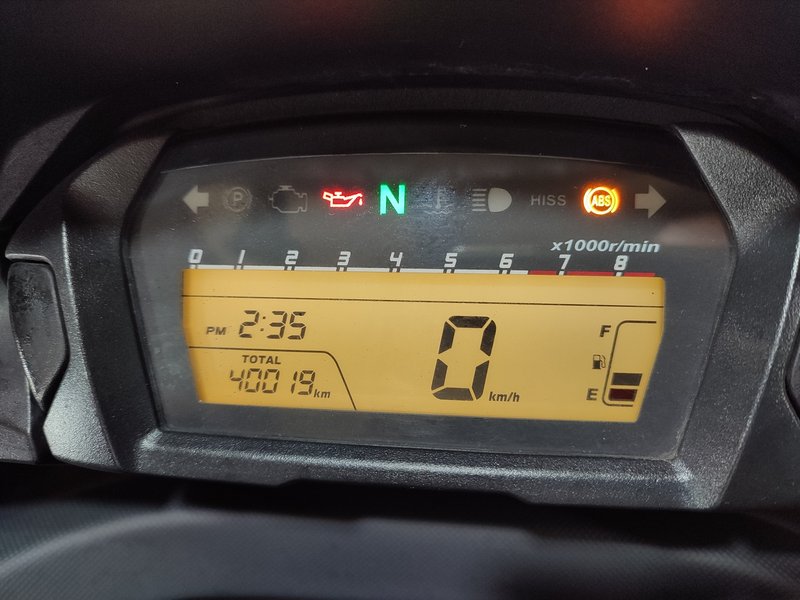 P N HISS ABS
x1000r/min
0 1 2 3 4 5 6 7 8
PM 2:35
TOTAL
40019 km
0 km/h
F
E